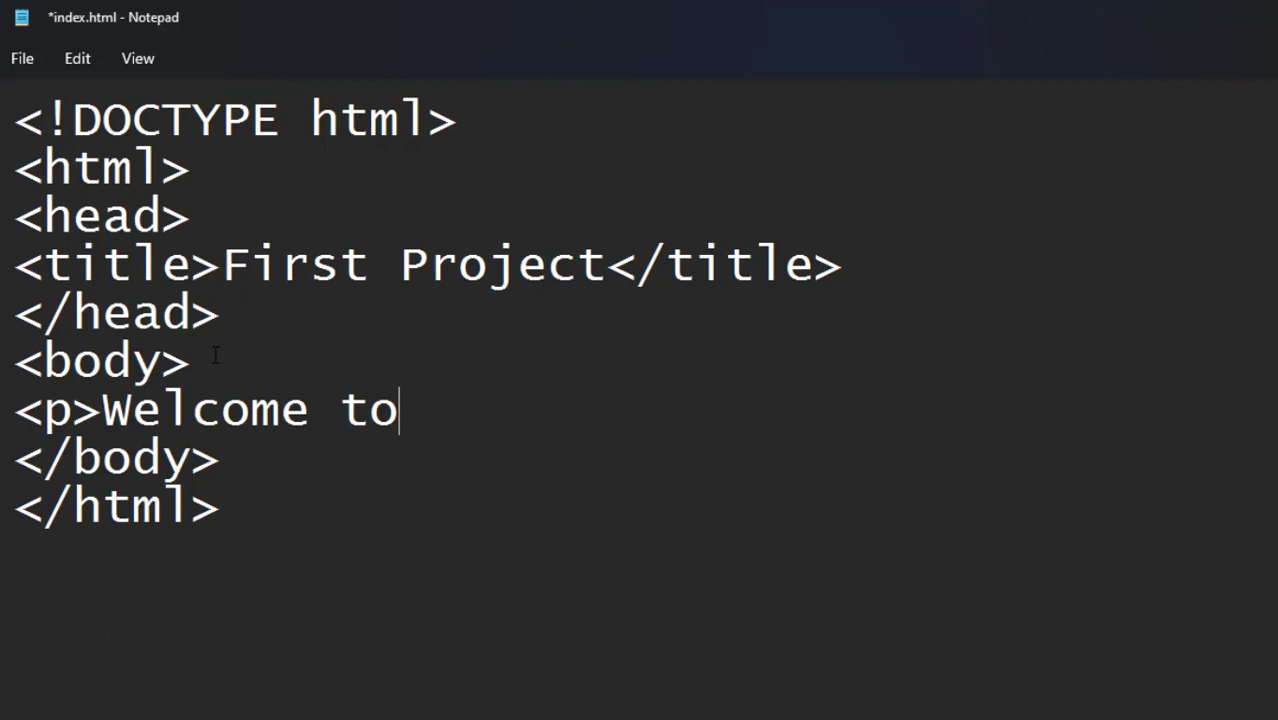 *index.html - Notepad
File Edit View
<!DOCTYPE html>
<html>
<head>
<title>First Project</title>
</head>
<body>
<p>Welcome to
</body>
</html>